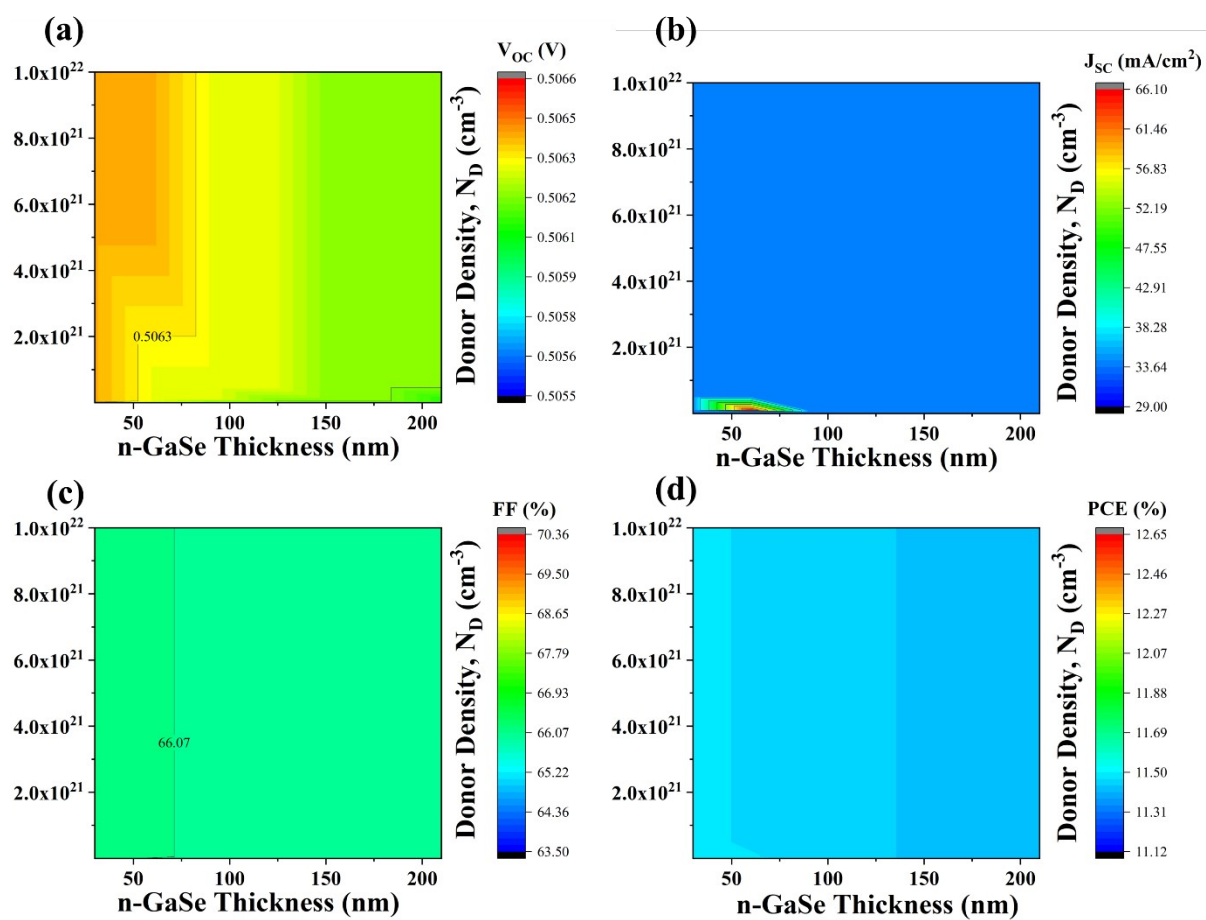 (a)
V_OC (V)
1.0x10^22
8.0x10^21
6.0x10^21
4.0x10^21
2.0x10^21
0.5063
50
100
150
200
n-GaSe Thickness (nm)
Donor Density, N_D (cm^-3)
0.5066
0.5065
0.5063
0.5062
0.5061
0.5059
0.5058
0.5056
0.5055
(b)
J_SC (mA/cm^2)
1.0x10^22
8.0x10^21
6.0x10^21
4.0x10^21
2.0x10^21
50
100
150
200
n-GaSe Thickness (nm)
Donor Density, N_D (cm^-3)
66.10
61.46
56.83
52.19
47.55
42.91
38.28
33.64
29.00
(c)
FF (%)
1.0x10^22
8.0x10^21
6.0x10^21
4.0x10^21
2.0x10^21
66.07
50
100
150
200
n-GaSe Thickness (nm)
Donor Density, N_D (cm^-3)
70.36
69.50
68.65
67.79
66.93
66.07
65.22
64.36
63.50
(d)
PCE (%)
1.0x10^22
8.0x10^21
6.0x10^21
4.0x10^21
2.0x10^21
50
100
150
200
n-GaSe Thickness (nm)
Donor Density, N_D (cm^-3)
12.65
12.46
12.27
12.07
11.88
11.69
11.50
11.31
11.12